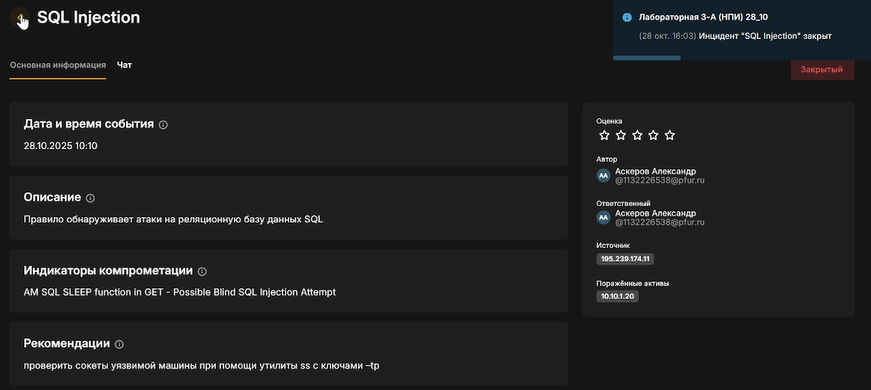 SQL Injection
Лабораторная 3-А (НПИ) 28_10
(28 окт. 16:03) Инцидент "SQL Injection" закрыт
Основная информация Чат
Закрытый
Дата и время события
28.10.2025 10:10
Описание
Правило обнаруживает атаки на реляционную базу данных SQL
Индикаторы компрометации
AM SQL SLEEP function in GET - Possible Blind SQL Injection Attempt
Рекомендации
проверить сокеты уязвимой машины при помощи утилиты ss с ключами –tp
Оценка
Автор
АА Аскеров Александр
@1132226538@pfur.ru
Ответственный
АА Аскеров Александр
@1132226538@pfur.ru
Источник
195.239.174.11
Поражённые активы
10.10.1.20